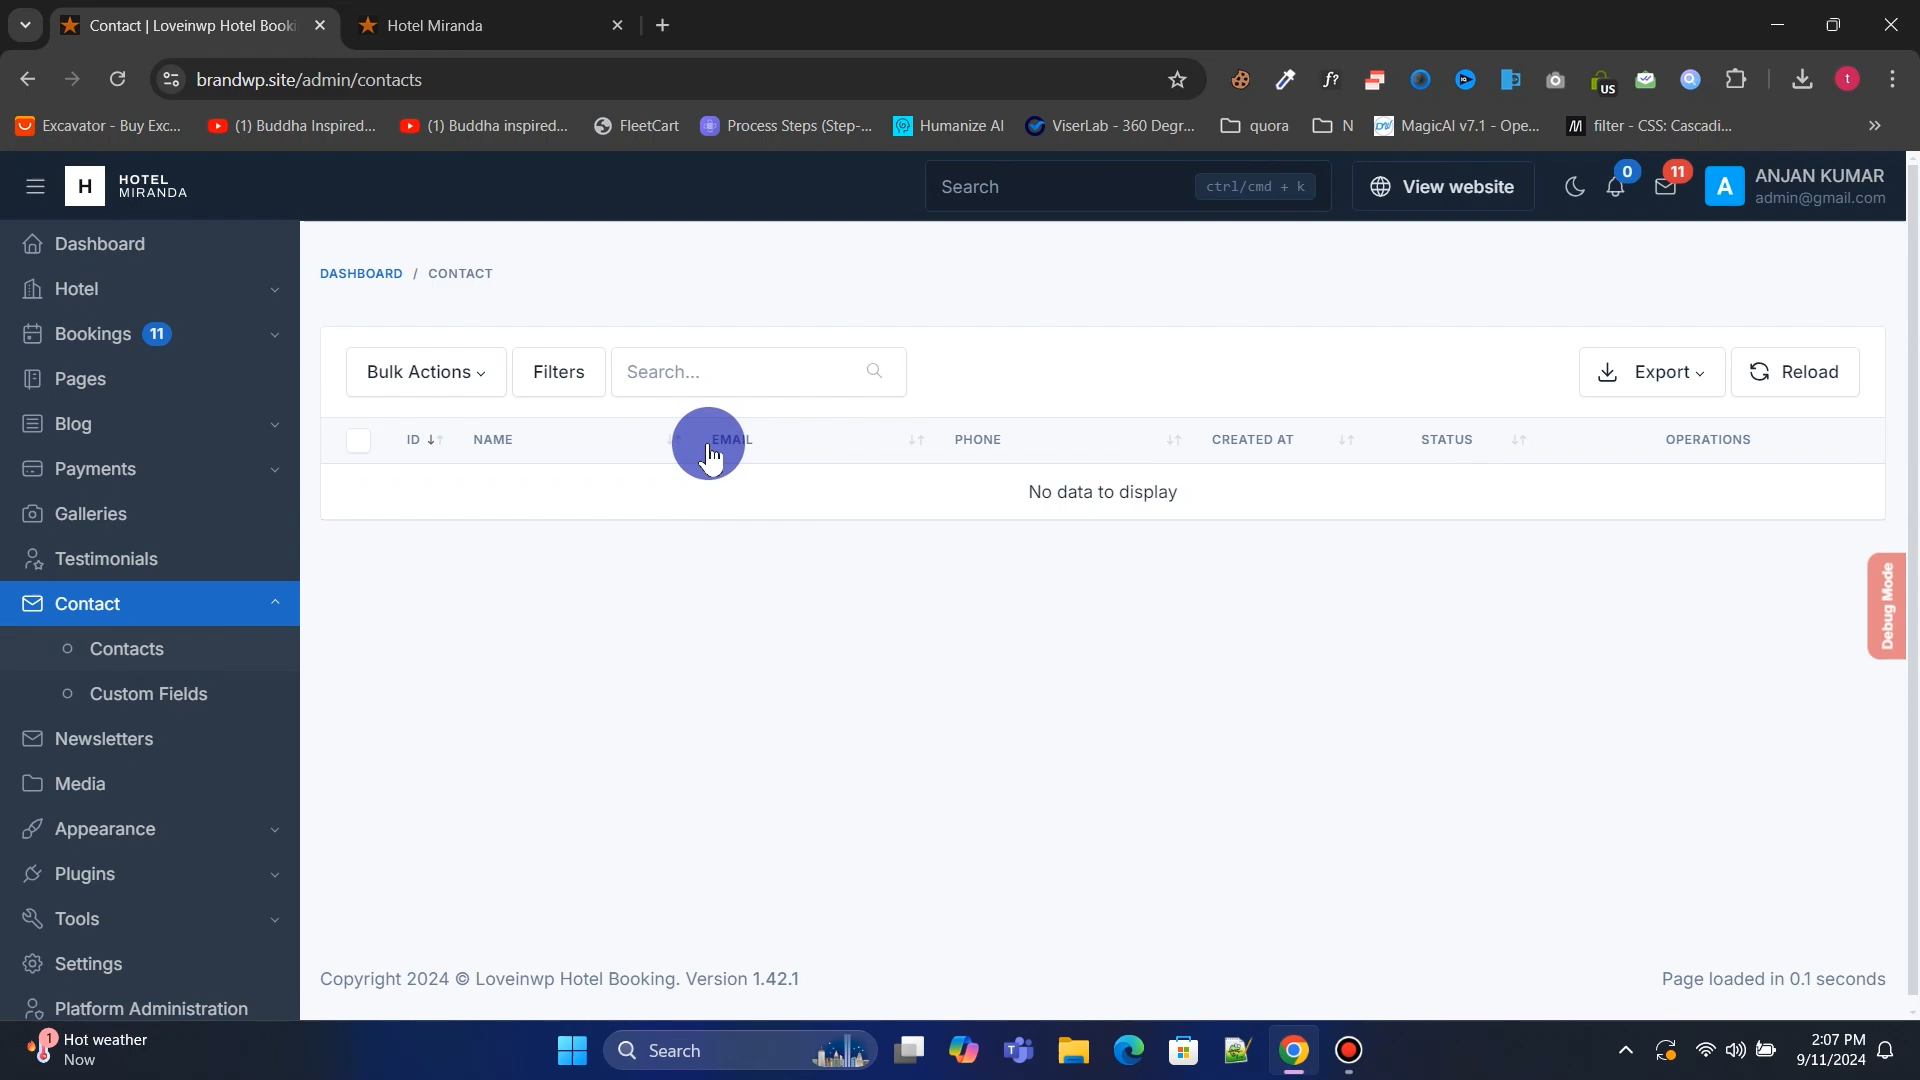 Contact | Loveinwp Hotel Booki
Hotel Miranda
brandwp.site/admin/contacts
f?
US
t
Excavator - Buy Exc...
(1) Buddha Inspired...
(1) Buddha inspired...
FleetCart
Process Steps (Step-...
Humanize AI
ViserLab - 360 Degr...
quora
N
MagicAI v7.1 - Ope...
filter - CSS: Cascadi...
H
HOTEL
MIRANDA
Search
ctrl/cmd + k
View website
0
11
A
ANJAN KUMAR
admin@gmail.com
Dashboard
Hotel
Bookings 11
Pages
Blog
Payments
Galleries
Testimonials
Contact
Contacts
Custom Fields
Newsletters
Media
Appearance
Plugins
Tools
Settings
Platform Administration
DASHBOARD / CONTACT
Bulk Actions
Filters
Search...
Export
Reload
ID
NAME
EMAIL
PHONE
CREATED AT
STATUS
OPERATIONS
No data to display
Debug Mode
Copyright 2024 © Loveinwp Hotel Booking. Version 1.42.1
Page loaded in 0.1 seconds
1
Hot weather
Now
Search
2:07 PM
9/11/2024